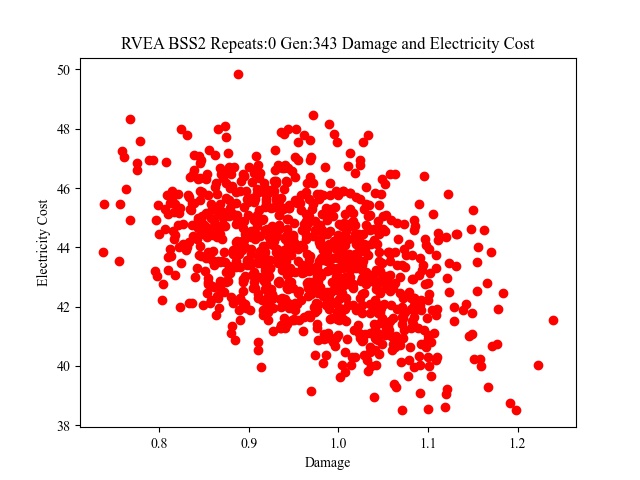 RVEA BSS2 Repeats:0 Gen:343 Damage and Electricity Cost
50
48
46
44
42
40
38
Electricity Cost
0.8 0.9 1.0 1.1 1.2
Damage